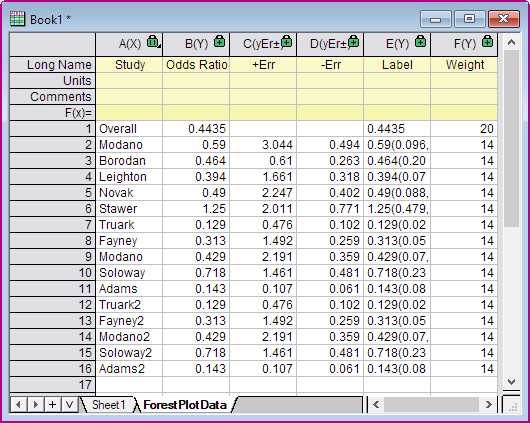 Book1 *
A(X) B(Y) C(yEr±) D(yEr±) E(Y) F(Y)
Long Name Study Odds Ratio +Err -Err Label Weight
Units
Comments
F(x)=
1 Overall 0.4435 0.4435 20
2 Modano 0.59 3.044 0.494 0.59(0.096, 14
3 Borodan 0.464 0.61 0.263 0.464(0.20 14
4 Leighton 0.394 1.661 0.318 0.394(0.07 14
5 Novak 0.49 2.247 0.402 0.49(0.088, 14
6 Stawer 1.25 2.011 0.771 1.25(0.479, 14
7 Truark 0.129 0.476 0.102 0.129(0.02 14
8 Fayney 0.313 1.492 0.259 0.313(0.05 14
9 Modano 0.429 2.191 0.359 0.429(0.07, 14
10 Soloway 0.718 1.461 0.481 0.718(0.23 14
11 Adams 0.143 0.107 0.061 0.143(0.08 14
12 Truark2 0.129 0.476 0.102 0.129(0.02 14
13 Fayney2 0.313 1.492 0.259 0.313(0.05 14
14 Modano2 0.429 2.191 0.359 0.429(0.07, 14
15 Soloway2 0.718 1.461 0.481 0.718(0.23 14
16 Adams2 0.143 0.107 0.061 0.143(0.08 14
17
Sheet1 ForestPlotData